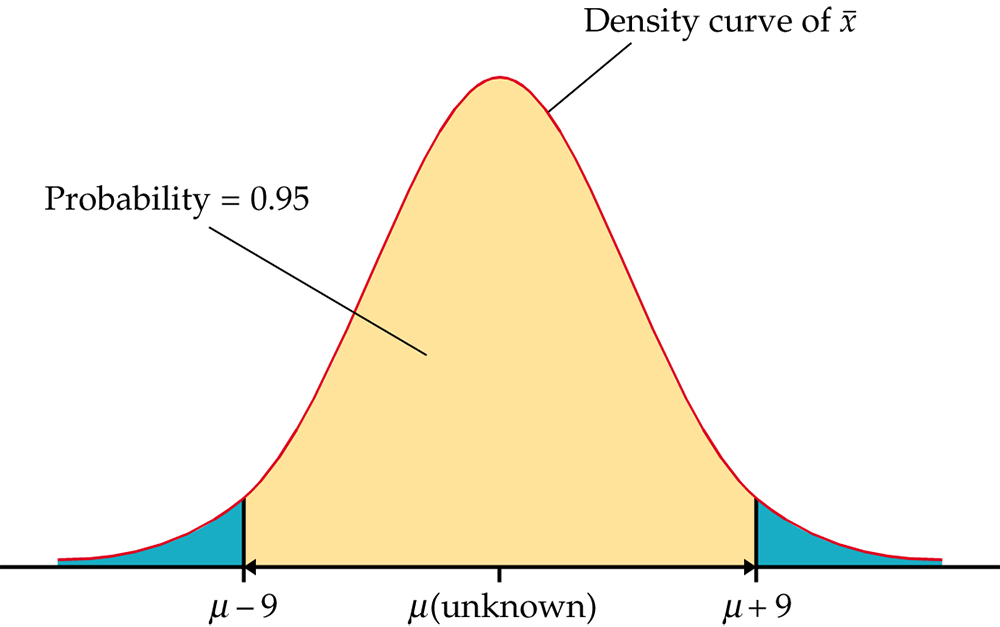 Density curve of x̄
Probability = 0.95
μ – 9
μ(unknown)
μ + 9